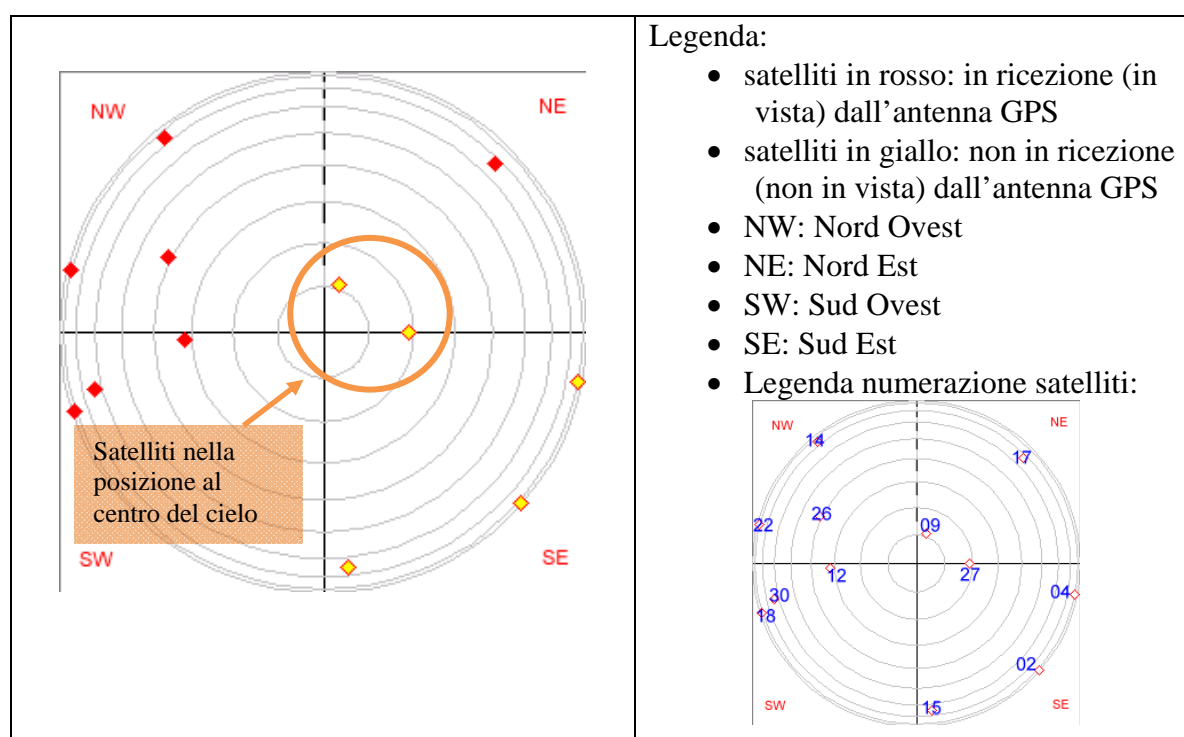 NW
NE
Satelliti nella
posizione al
centro del cielo
SW
SE
Legenda:
• satelliti in rosso: in ricezione (in
vista) dall’antenna GPS
• satelliti in giallo: non in ricezione
(non in vista) dall’antenna GPS
• NW: Nord Ovest
• NE: Nord Est
• SW: Sud Ovest
• SE: Sud Est
• Legenda numerazione satelliti:
NW
NE
14
17
22
26
09
12
27
30
04
18
02
SW
15
SE